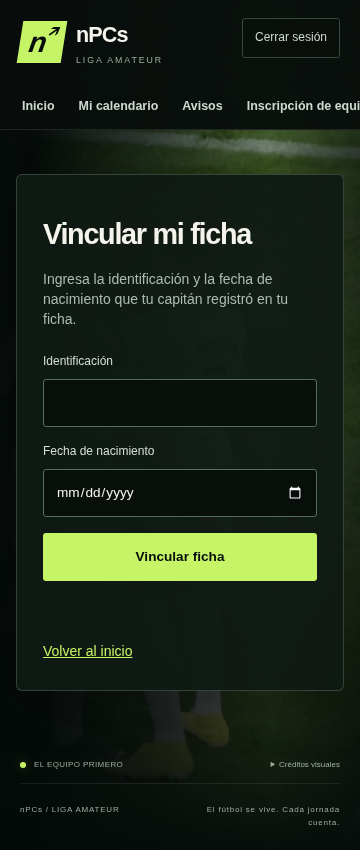 n
nPCs
LIGA AMATEUR
Cerrar sesión
Inicio Mi calendario Avisos Inscripción de equi
Vincular mi ficha
Ingresa la identificación y la fecha de
nacimiento que tu capitán registró en tu
ficha.
Identificación
Fecha de nacimiento
mm/dd/yyyy
Vincular ficha
Volver al inicio
EL EQUIPO PRIMERO
Créditos visuales
nPCs / LIGA AMATEUR
El fútbol se vive. Cada jornada
cuenta.